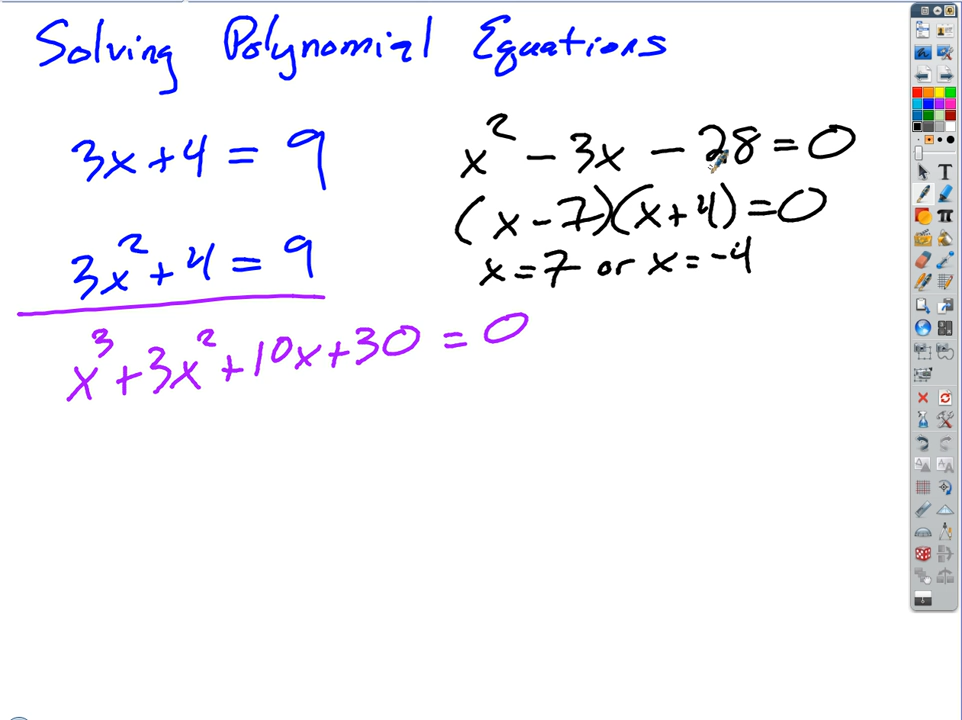 Solving Polynomial Equations
3x + 4 = 9
3x² + 4 = 9
x² - 3x - 28 = 0
(x - 7)(x + 4) = 0
x = 7 or x = -4
x³ + 3x² + 10x + 30 = 0